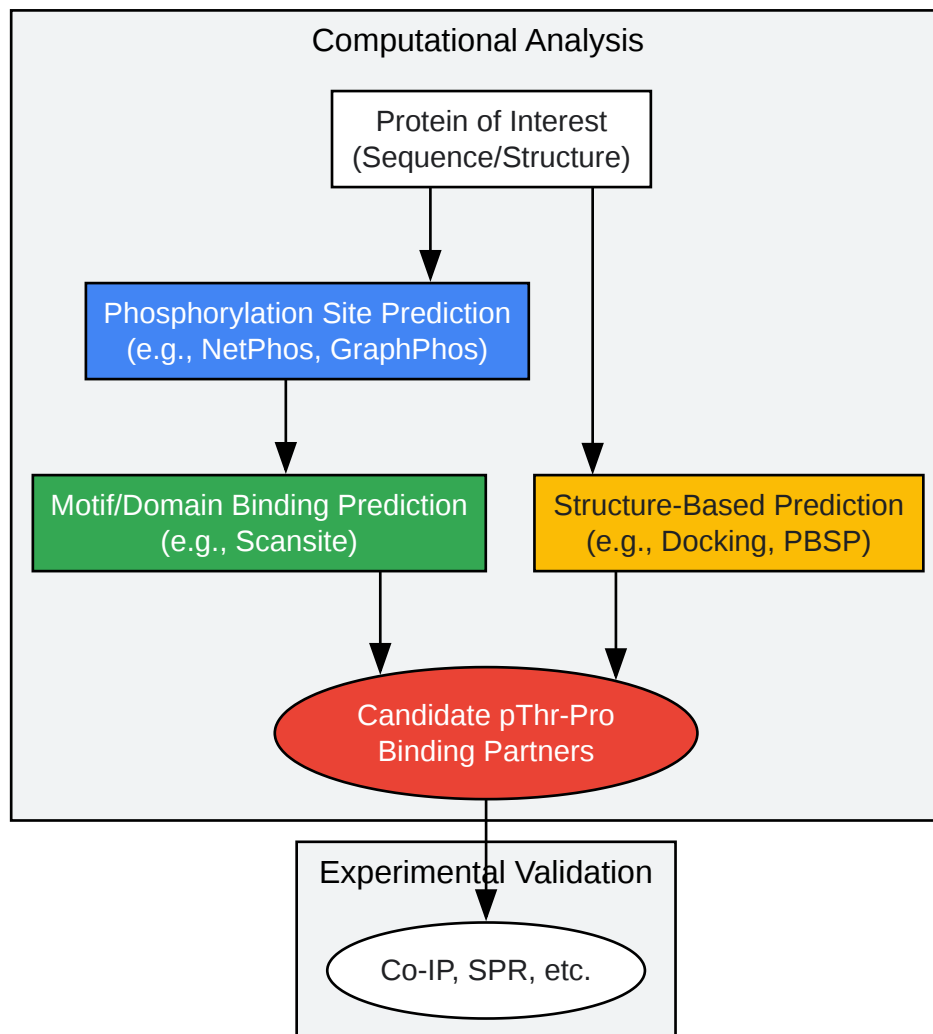 Computational Analysis
Protein of Interest
(Sequence/Structure)
Phosphorylation Site Prediction
(e.g., NetPhos, GraphPhos)
Motif/Domain Binding Prediction
(e.g., Scansite)
Structure-Based Prediction
(e.g., Docking, PBSP)
Candidate pThr-Pro
Binding Partners
Experimental Validation
Co-IP, SPR, etc.